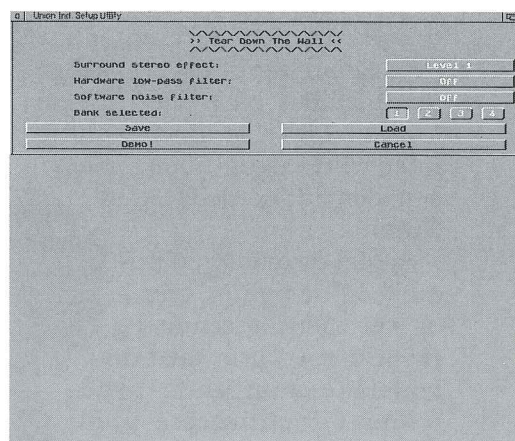 Union Ind. Setup Utility
>> Tear Down The Wall <<
Surround stereo effect: Level 1
Hardware low-pass filter: Off
Software noise filter: Off
Bank selected: 1 2 3 4
Save Load
Demo! Cancel